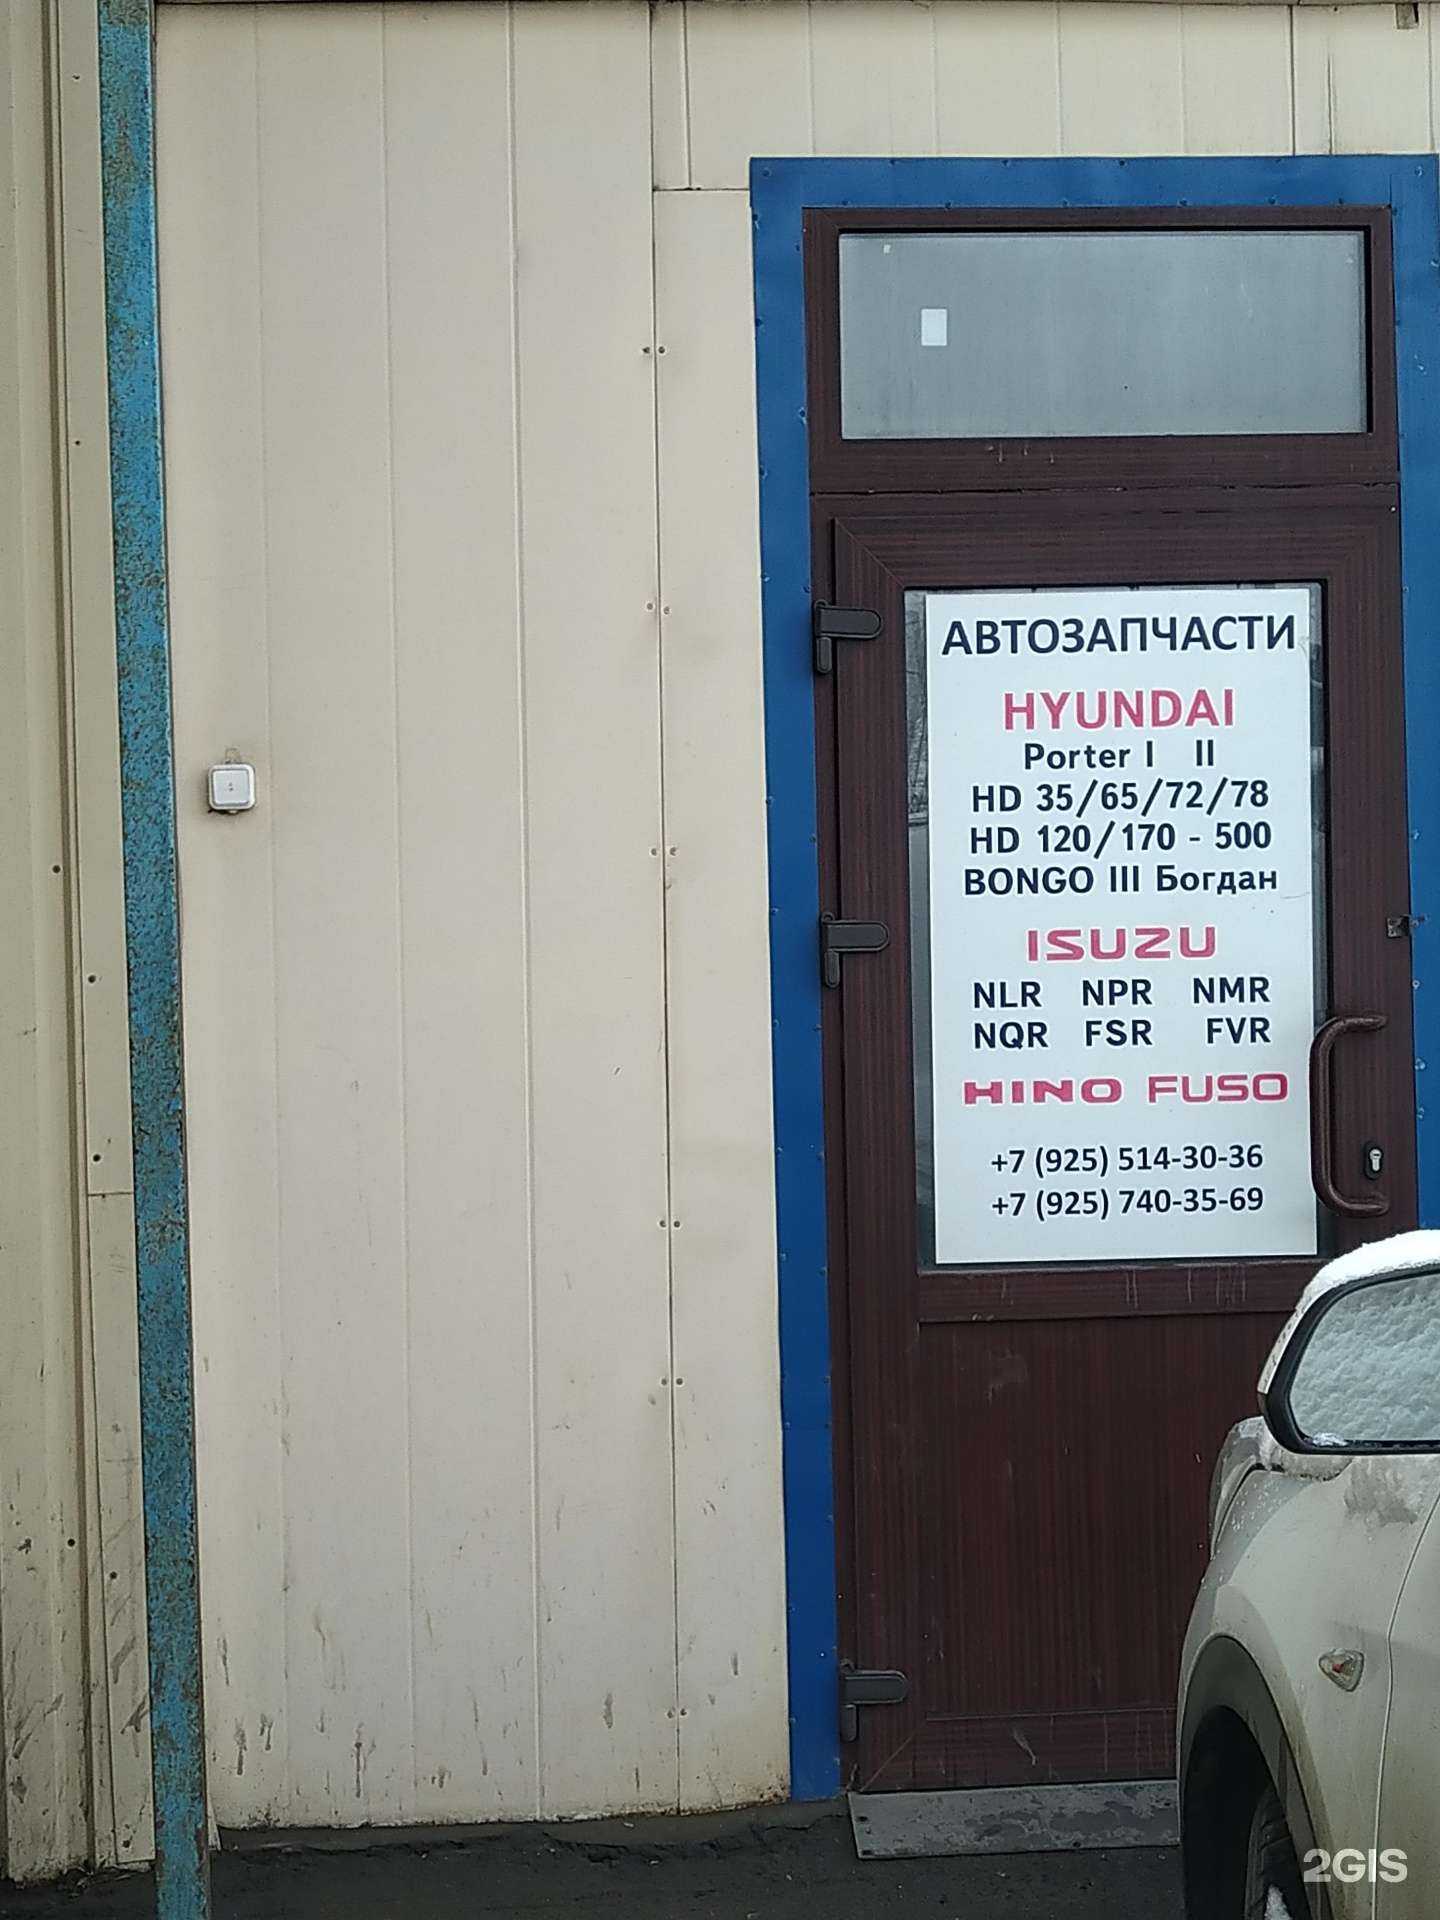 АВТОЗАПЧАСТИ
HYUNDAI
Porter I II
HD 35/65/72/78
HD 120/170 - 500
BONGO III Богдан
ISUZU
NLR NPR NMR
NQR FSR FVR
HINO FUSO
+7 (925) 514-30-36
+7 (925) 740-35-69
2GIS